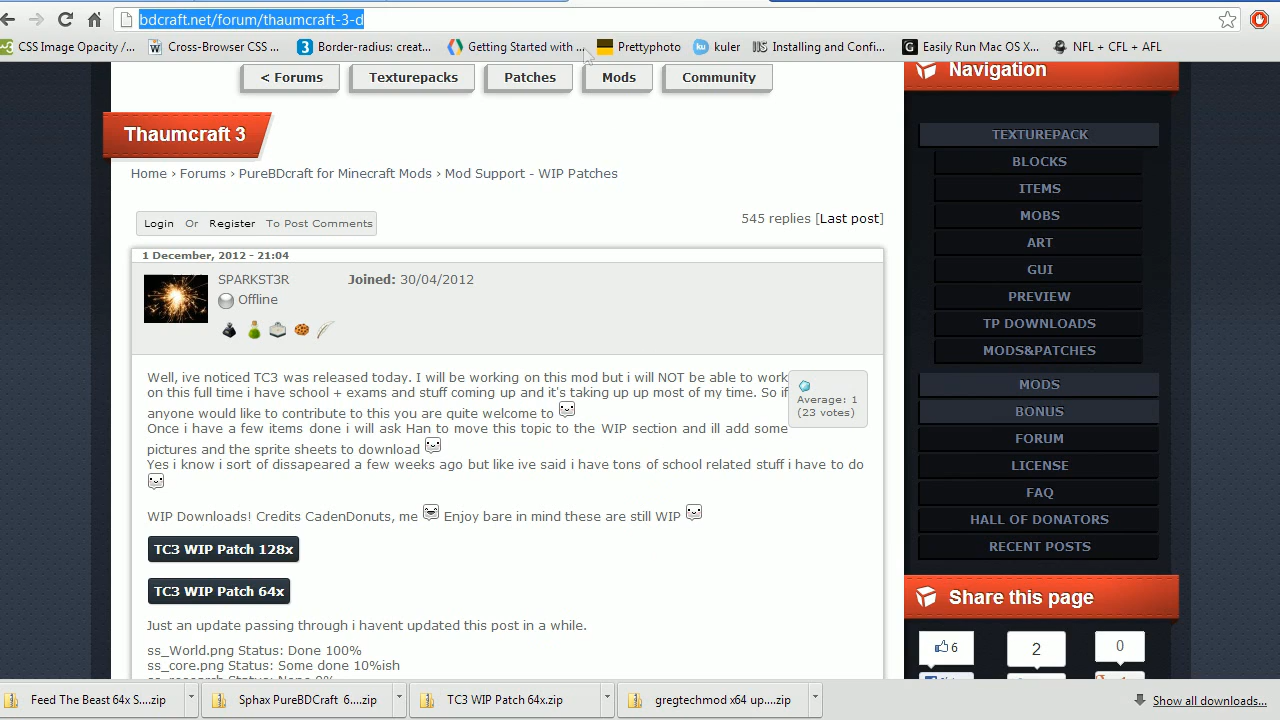 bdcraft.net/forum/thaumcraft-3-d
CSS Image Opacity /... Cross-Browser CSS ... Border-radius: creat... Getting Started with ... Prettyphoto kuler Installing and Confi... Easily Run Mac OS X... NFL + CFL + AFL
< Forums Texturepacks Patches Mods Community
Thaumcraft 3
Home › Forums › PureBDcraft for Minecraft Mods › Mod Support - WIP Patches
Login Or Register To Post Comments
545 replies [Last post]
1 December, 2012 - 21:04
SPARKST3R
Joined: 30/04/2012
Offline
Well, ive noticed TC3 was released today. I will be working on this mod but i will NOT be able to work
on this full time i have school + exams and stuff coming up and it's taking up up most of my time. So if
anyone would like to contribute to this you are quite welcome to
Once i have a few items done i will ask Han to move this topic to the WIP section and ill add some
pictures and the sprite sheets to download
Yes i know i sort of dissapeared a few weeks ago but like ive said i have tons of school related stuff i have to do
Average: 1
(23 votes)
WIP Downloads! Credits CadenDonuts, me Enjoy bare in mind these are still WIP
TC3 WIP Patch 128x
TC3 WIP Patch 64x
Just an update passing through i havent updated this post in a while.
ss_World.png Status: Done 100%
ss_core.png Status: Some done 10%ish
Navigation
TEXTUREPACK
BLOCKS
ITEMS
MOBS
ART
GUI
PREVIEW
TP DOWNLOADS
MODS&PATCHES
MODS
BONUS
FORUM
LICENSE
FAQ
HALL OF DONATORS
RECENT POSTS
Share this page
6
2
0
Feed The Beast 64x S....zip
Sphax PureBDCraft 6....zip
TC3 WIP Patch 64x.zip
gregtechmod x64 up....zip
Show all downloads...